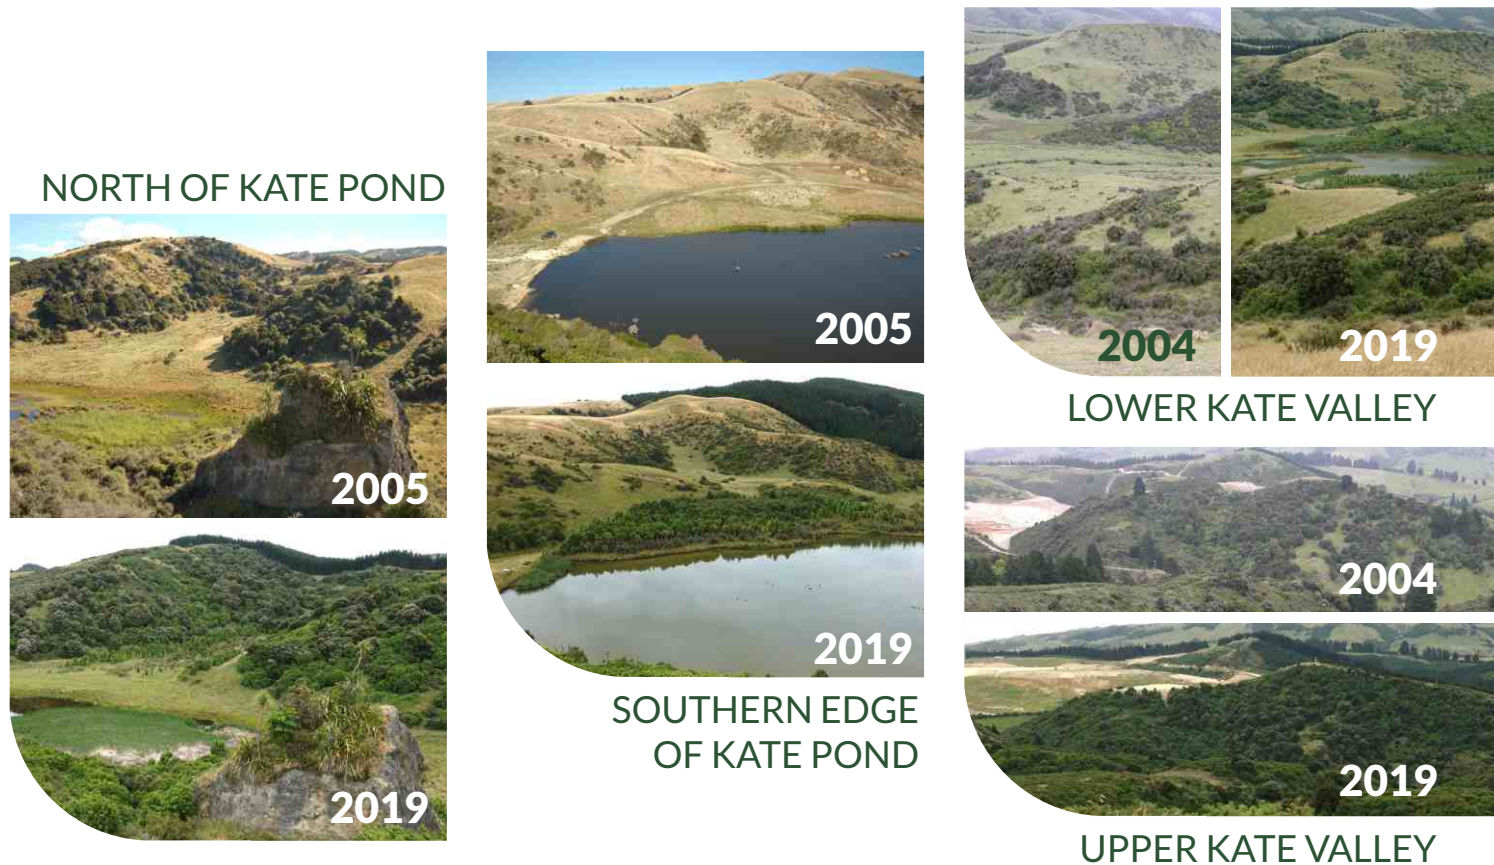 NORTH OF KATE POND
2005
2019
2005
2019
SOUTHERN EDGE
OF KATE POND
2004
2019
LOWER KATE VALLEY
2004
2019
UPPER KATE VALLEY